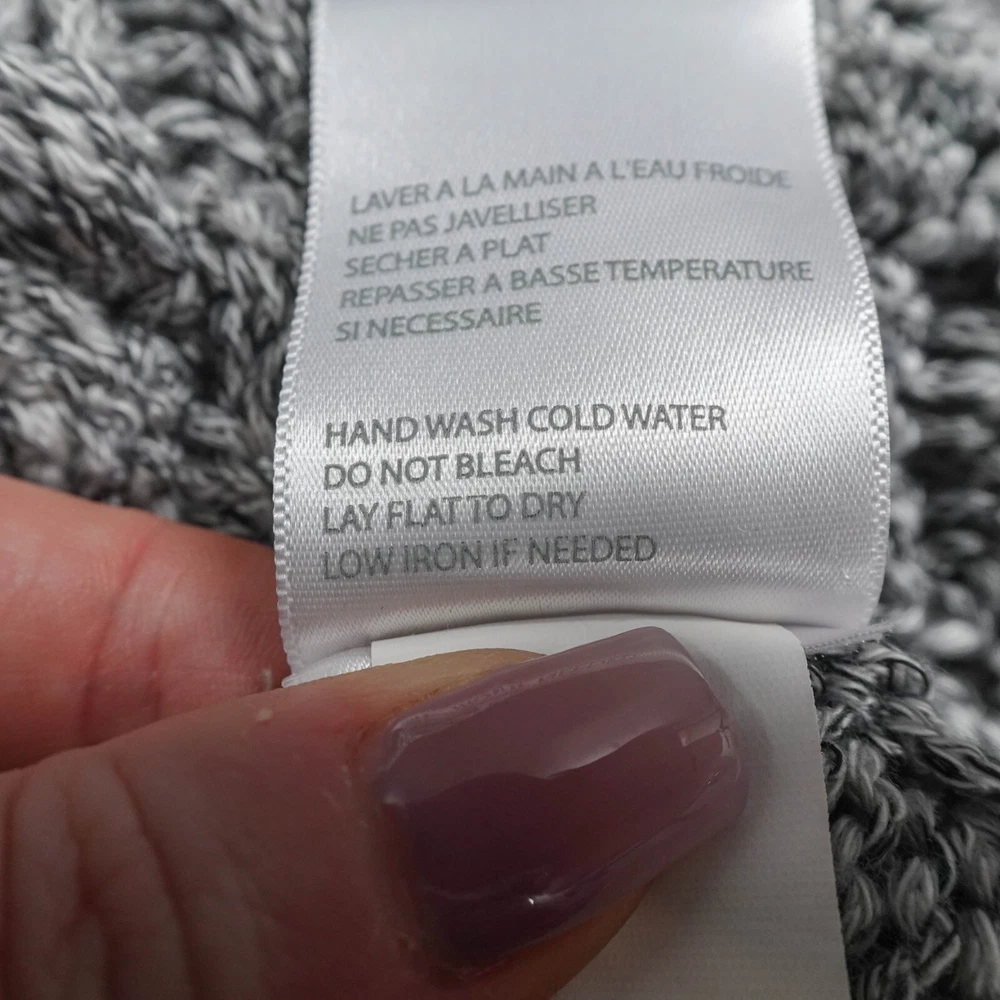 LAVER A LA MAIN A L'EAU FROIDE
NE PAS JAVELLISER
SECHER A PLAT
REPASSER A BASSE TEMPERATURE
SI NECESSAIRE
HAND WASH COLD WATER
DO NOT BLEACH
LAY FLAT TO DRY
LOW IRON IF NEEDED